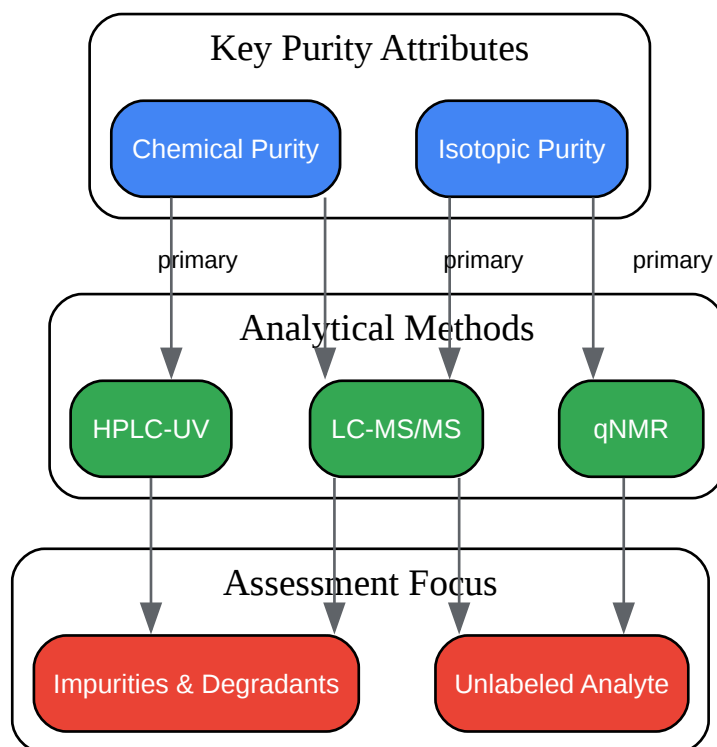 Key Purity Attributes
Chemical Purity
Isotopic Purity
primary
primary
primary
Analytical Methods
HPLC-UV
LC-MS/MS
qNMR
Assessment Focus
Impurities & Degradants
Unlabeled Analyte